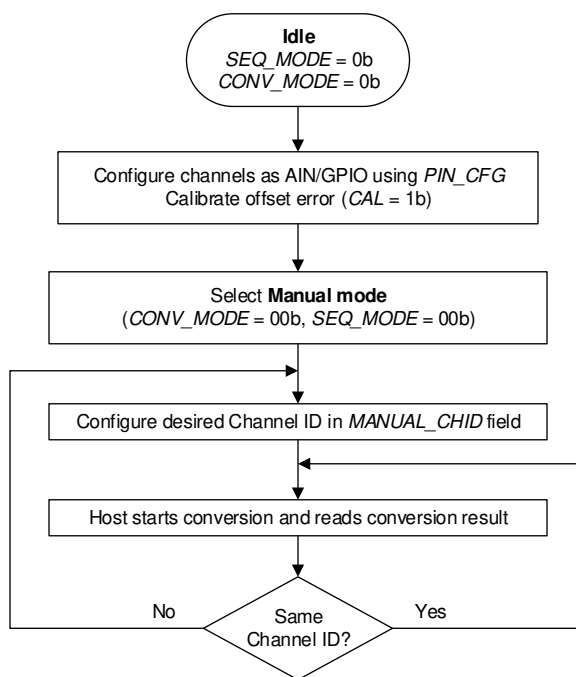 Idle
SEQ_MODE = 0b
CONV_MODE = 0b
Configure channels as AIN/GPIO using PIN_CFG
Calibrate offset error (CAL = 1b)
Select Manual mode
(CONV_MODE = 00b, SEQ_MODE = 00b)
Configure desired Channel ID in MANUAL_CHID field
Host starts conversion and reads conversion result
No
Same
Channel ID?
Yes